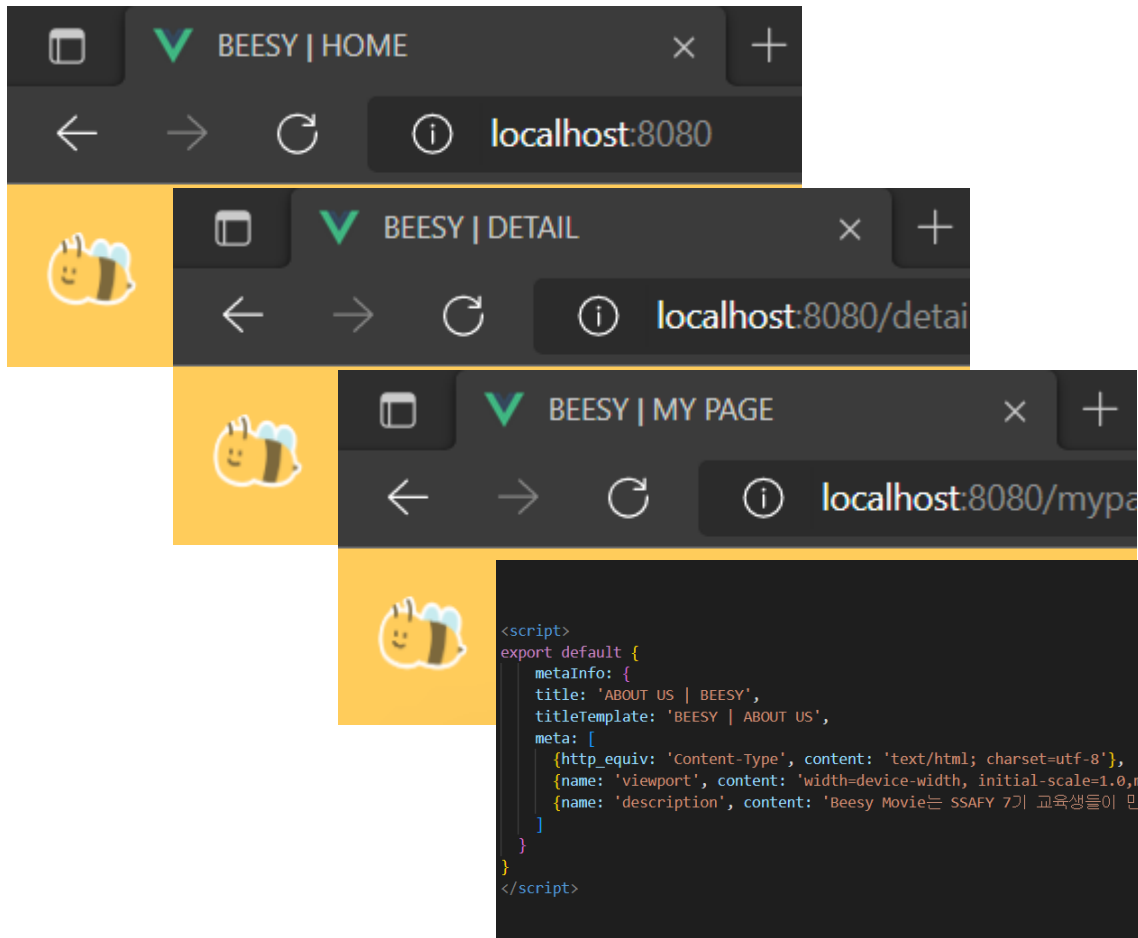 BEESY | HOME
localhost:8080
BEESY | DETAIL
localhost:8080/detai
BEESY | MY PAGE
localhost:8080/mypa
<script>
export default {
metaInfo: {
title: 'ABOUT US | BEESY',
titleTemplate: 'BEESY | ABOUT US',
meta: [
{http_equiv: 'Content-Type', content: 'text/html; charset=utf-8'},
{name: 'viewport', content: 'width=device-width, initial-scale=1.0,m
{name: 'description', content: 'Beesy Movie는 SSAFY 7기 교육생들이 만
]
}
}
</script>